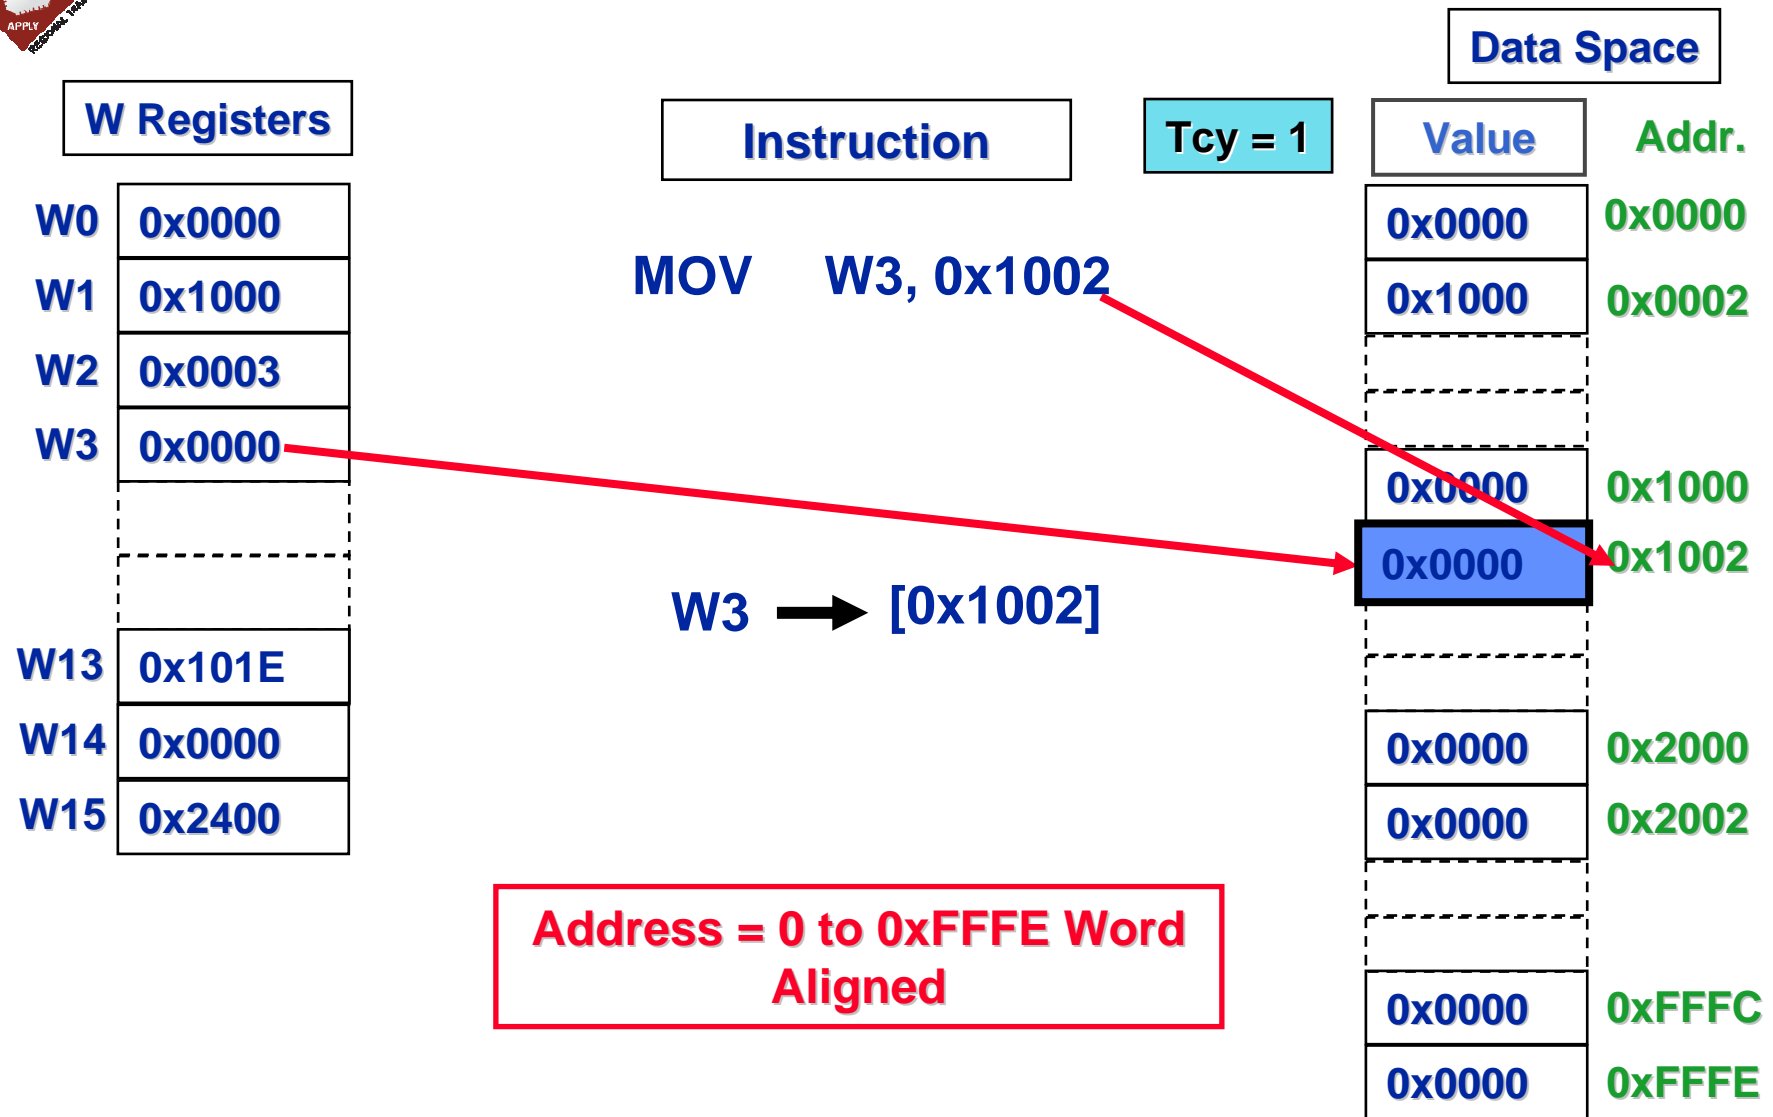 APPLY
REGIONAL
Data Space
W Registers
Instruction
Tcy = 1
Value
Addr.
W0 0x0000
W1 0x1000
W2 0x0003
W3 0x0000
W13 0x101E
W14 0x0000
W15 0x2400
MOV W3, 0x1002
W3 [0x1002]
Address = 0 to 0xFFFE Word
Aligned
0x0000 0x0000
0x1000 0x0002
0x0000 0x1000
0x0000 0x1002
0x0000 0x2000
0x0000 0x2002
0x0000 0xFFFC
0x0000 0xFFFE